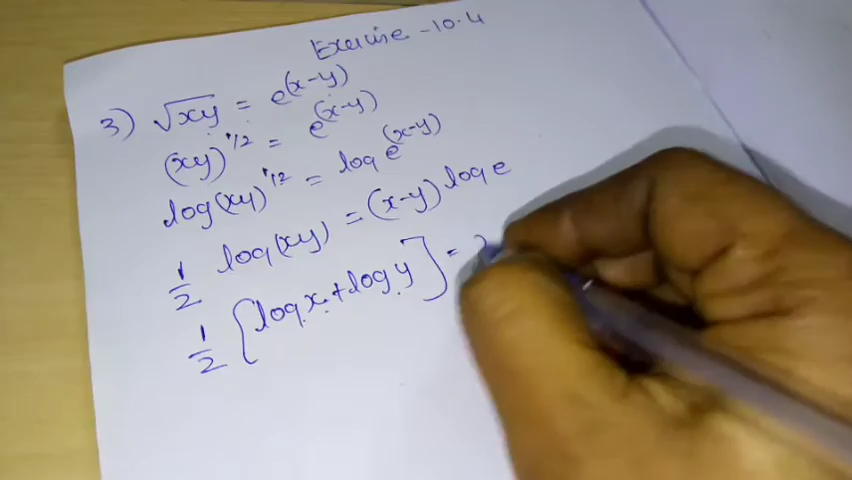 Exercise - 10.4
3) √xy = e^(x-y)
(xy)^1/2 = e^(x-y)
log(xy)^1/2 = log e^(x-y)
1/2 log(xy) = (x-y) log e
1/2 [log x + log y] =